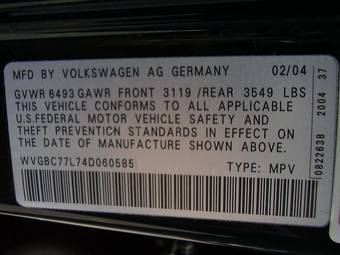 MFD BY VOLKSWAGEN AG GERMANY 02/04
GVWR 6493 GAWR FRONT 3119 /REAR 3549 LBS
THIS VEHICLE CONFORMS TO ALL APPLICABLE
U.S.FEDERAL MOTOR VEHICLE SAFETY AND
THEFT PREVENTION STANDARDS IN EFFECT ON
THE DATE OF MANUFACTURE SHOWN ABOVE.
WVGBC77L74D060585 TYPE: MPV
0822638 2004 37